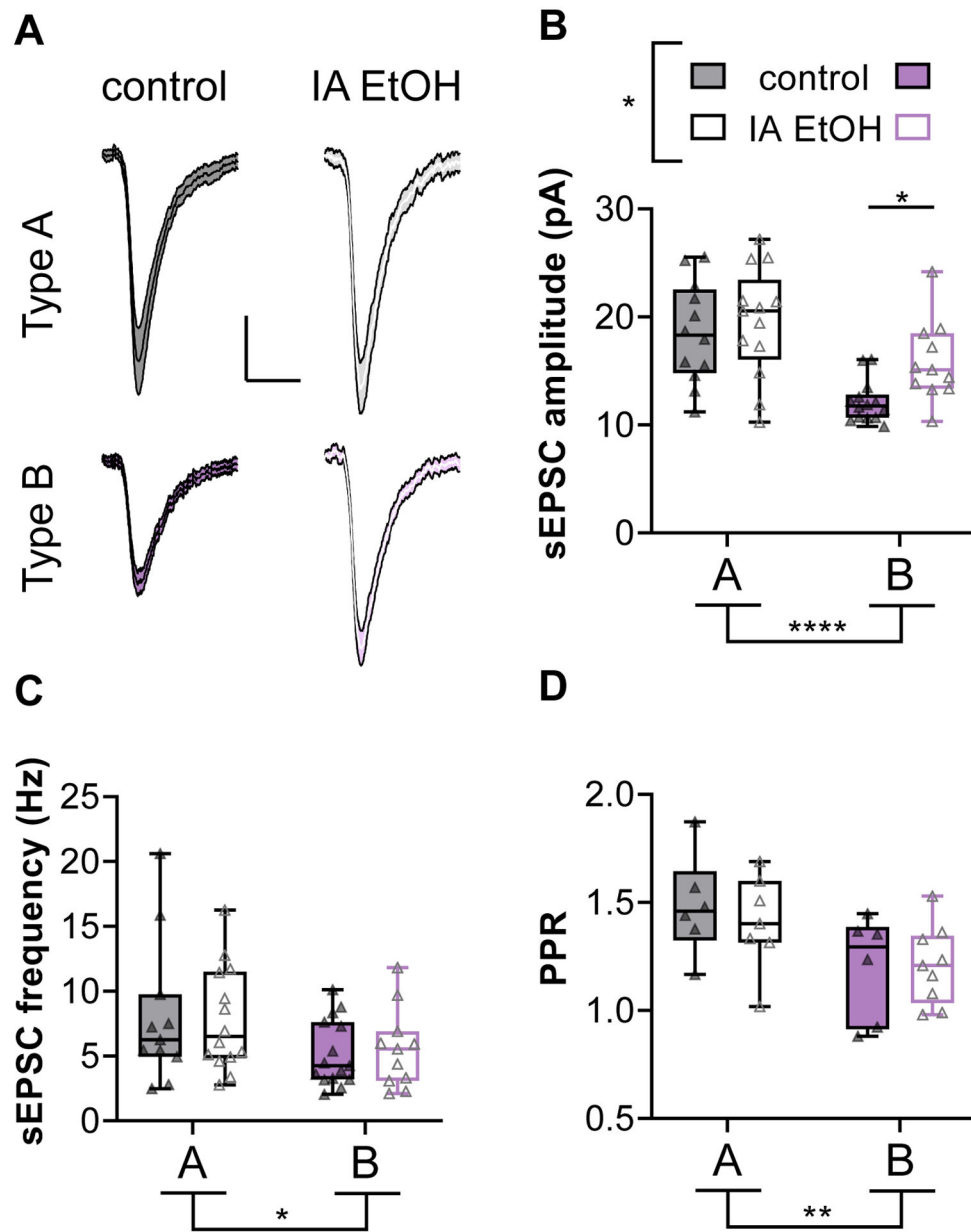 A
control IA EtOH
Type A
Type B
B
* control
IA EtOH
sEPSC amplitude (pA)
30
20
10
0
*
A B
****
C
sEPSC frequency (Hz)
25
20
15
10
5
0
A B
*
D
PPR
2.0
1.5
1.0
0.5
A B
**